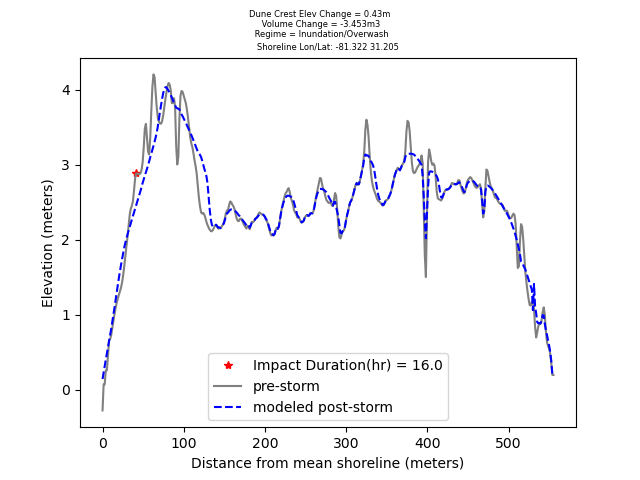 Dune Crest Elev Change = 0.43m
Volume Change = -3.453m3
Regime = Inundation/Overwash
Shoreline Lon/Lat: -81.322 31.205
4
3
2
1
0
Elevation (meters)
Impact Duration(hr) = 16.0
pre-storm
modeled post-storm
0 100 200 300 400 500
Distance from mean shoreline (meters)